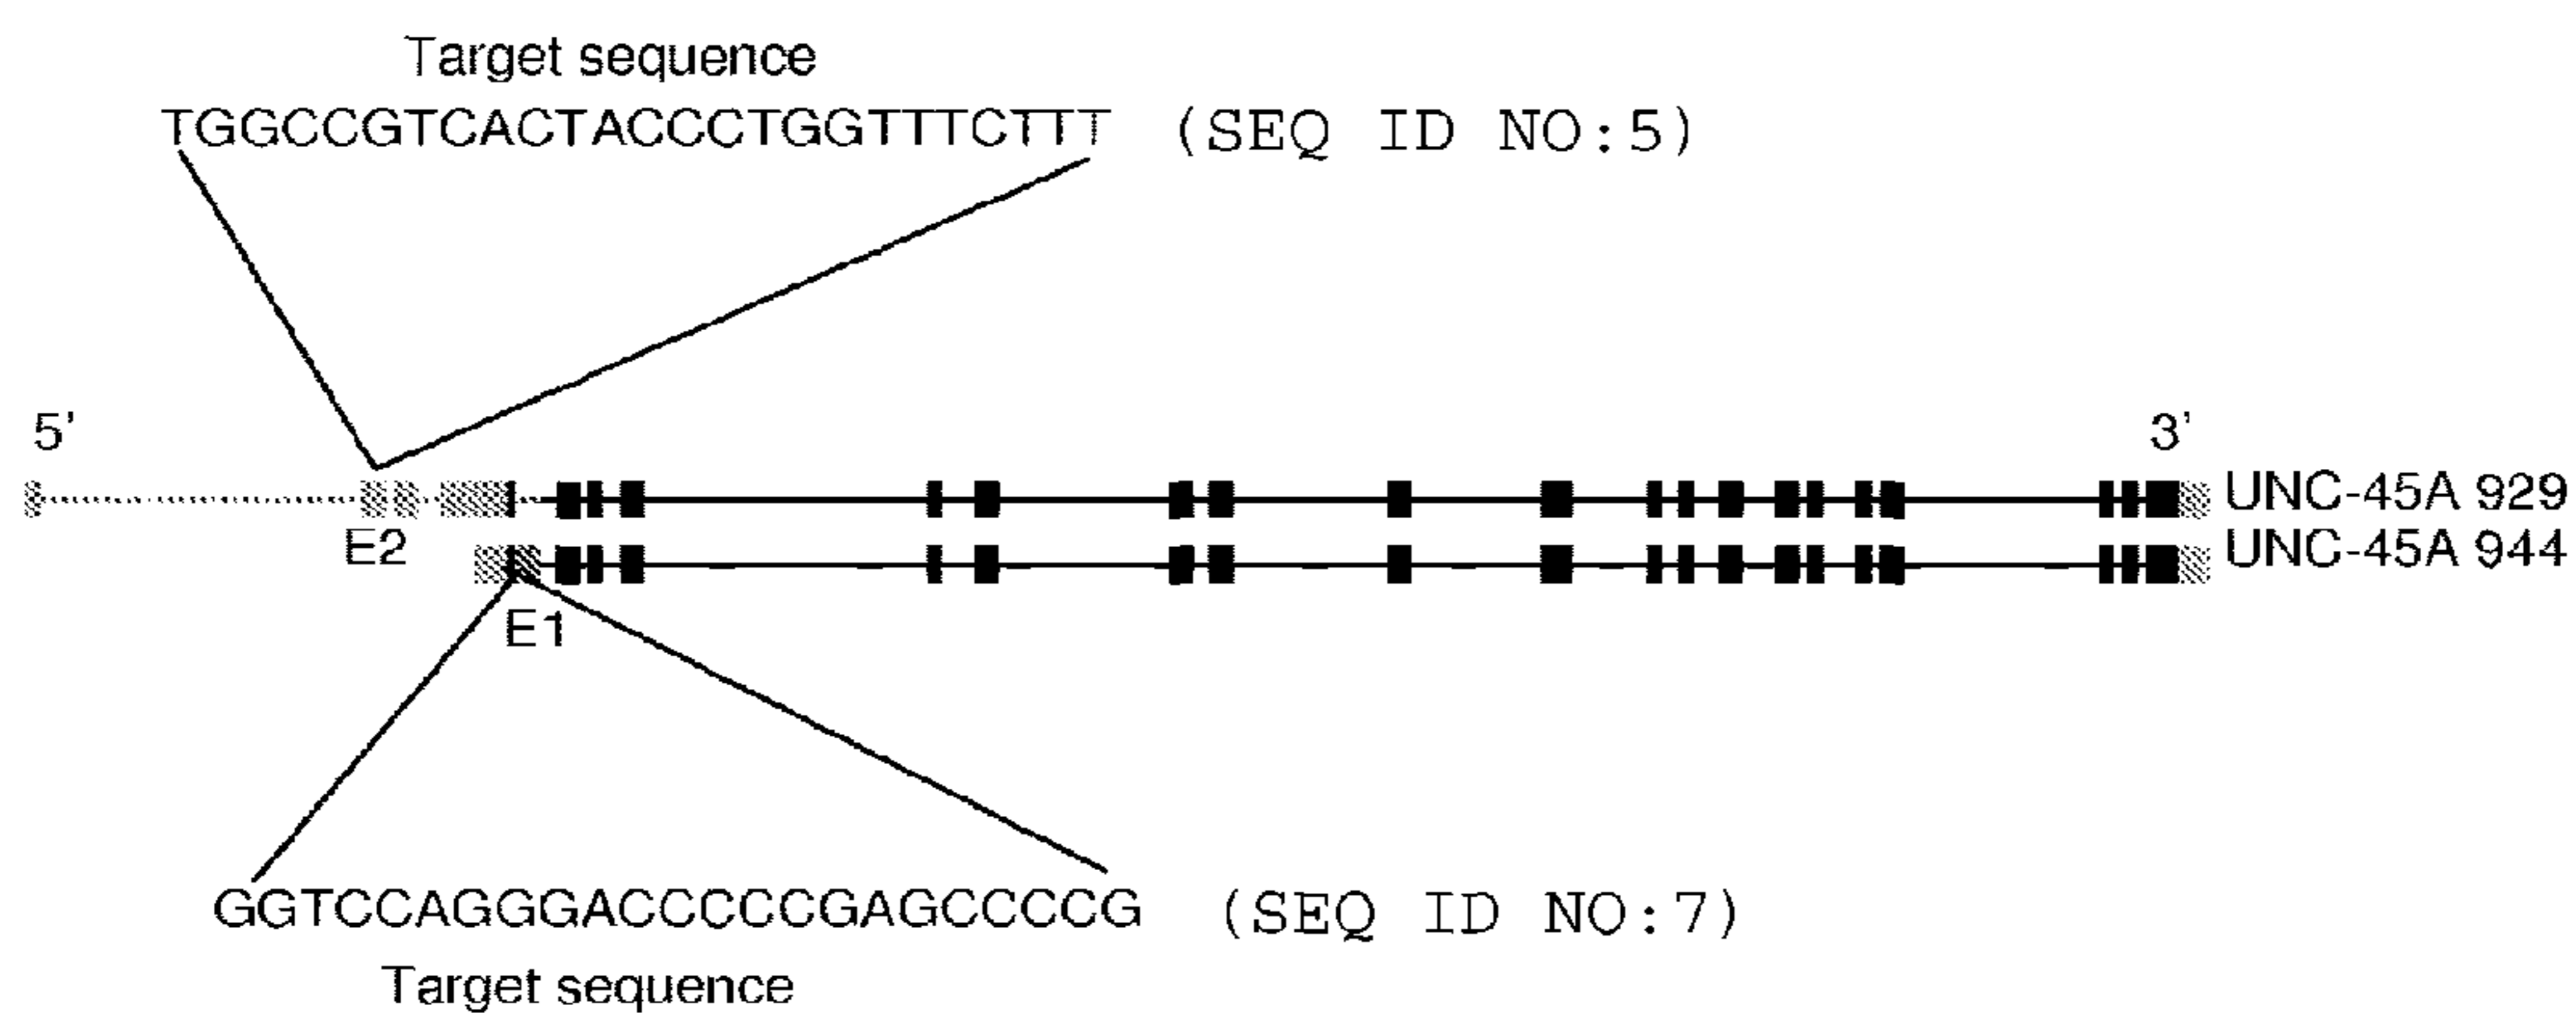 Target sequence
TGGCCGTCACTACCCTGGTTTCTTT (SEQ ID NO:5)
5' 3'
UNC-45A 929
E2
UNC-45A 944
E1
GGTCCAGGGACCCCCGAGCCCCG (SEQ ID NO:7)
Target sequence